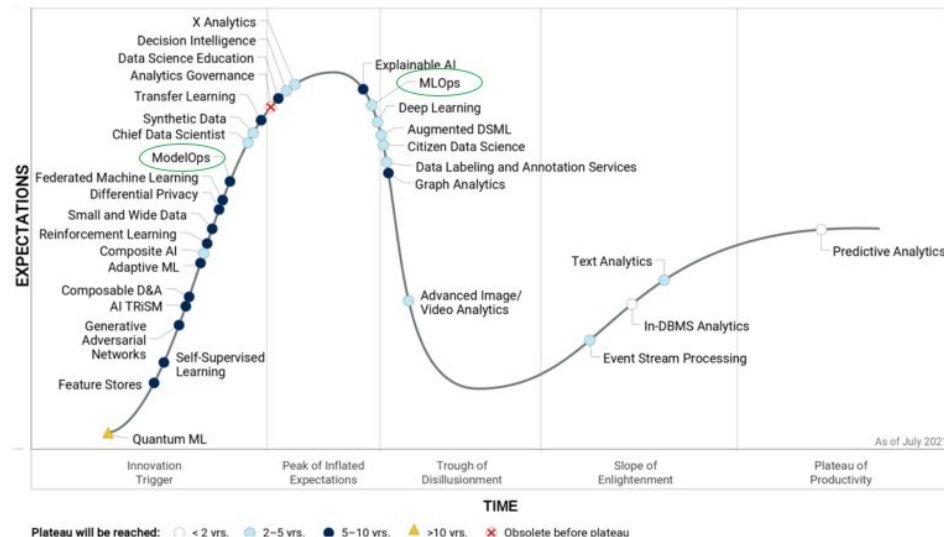 X Analytics
Decision Intelligence
Data Science Education
Analytics Governance
Transfer Learning
Synthetic Data
Chief Data Scientist
ModelOps
Federated Machine Learning
Differential Privacy
Small and Wide Data
Reinforcement Learning
Composite AI
Adaptive ML
Composable D&A
AI TRiSM
Generative
Adversarial
Networks
Self-Supervised
Learning
Feature Stores
Quantum ML
Explainable AI
MLOps
Deep Learning
Augmented DSML
Citizen Data Science
Data Labeling and Annotation Services
Graph Analytics
Advanced Image/
Video Analytics
Text Analytics
In-DBMS Analytics
Event Stream Processing
Predictive Analytics
EXPECTATIONS
As of July 2021
Innovation
Trigger
Peak of Inflated
Expectations
Trough of
Disillusionment
Slope of
Enlightenment
Plateau of
Productivity
TIME
Plateau will be reached: < 2 yrs. 2–5 yrs. 5–10 yrs. >10 yrs. Obsolete before plateau